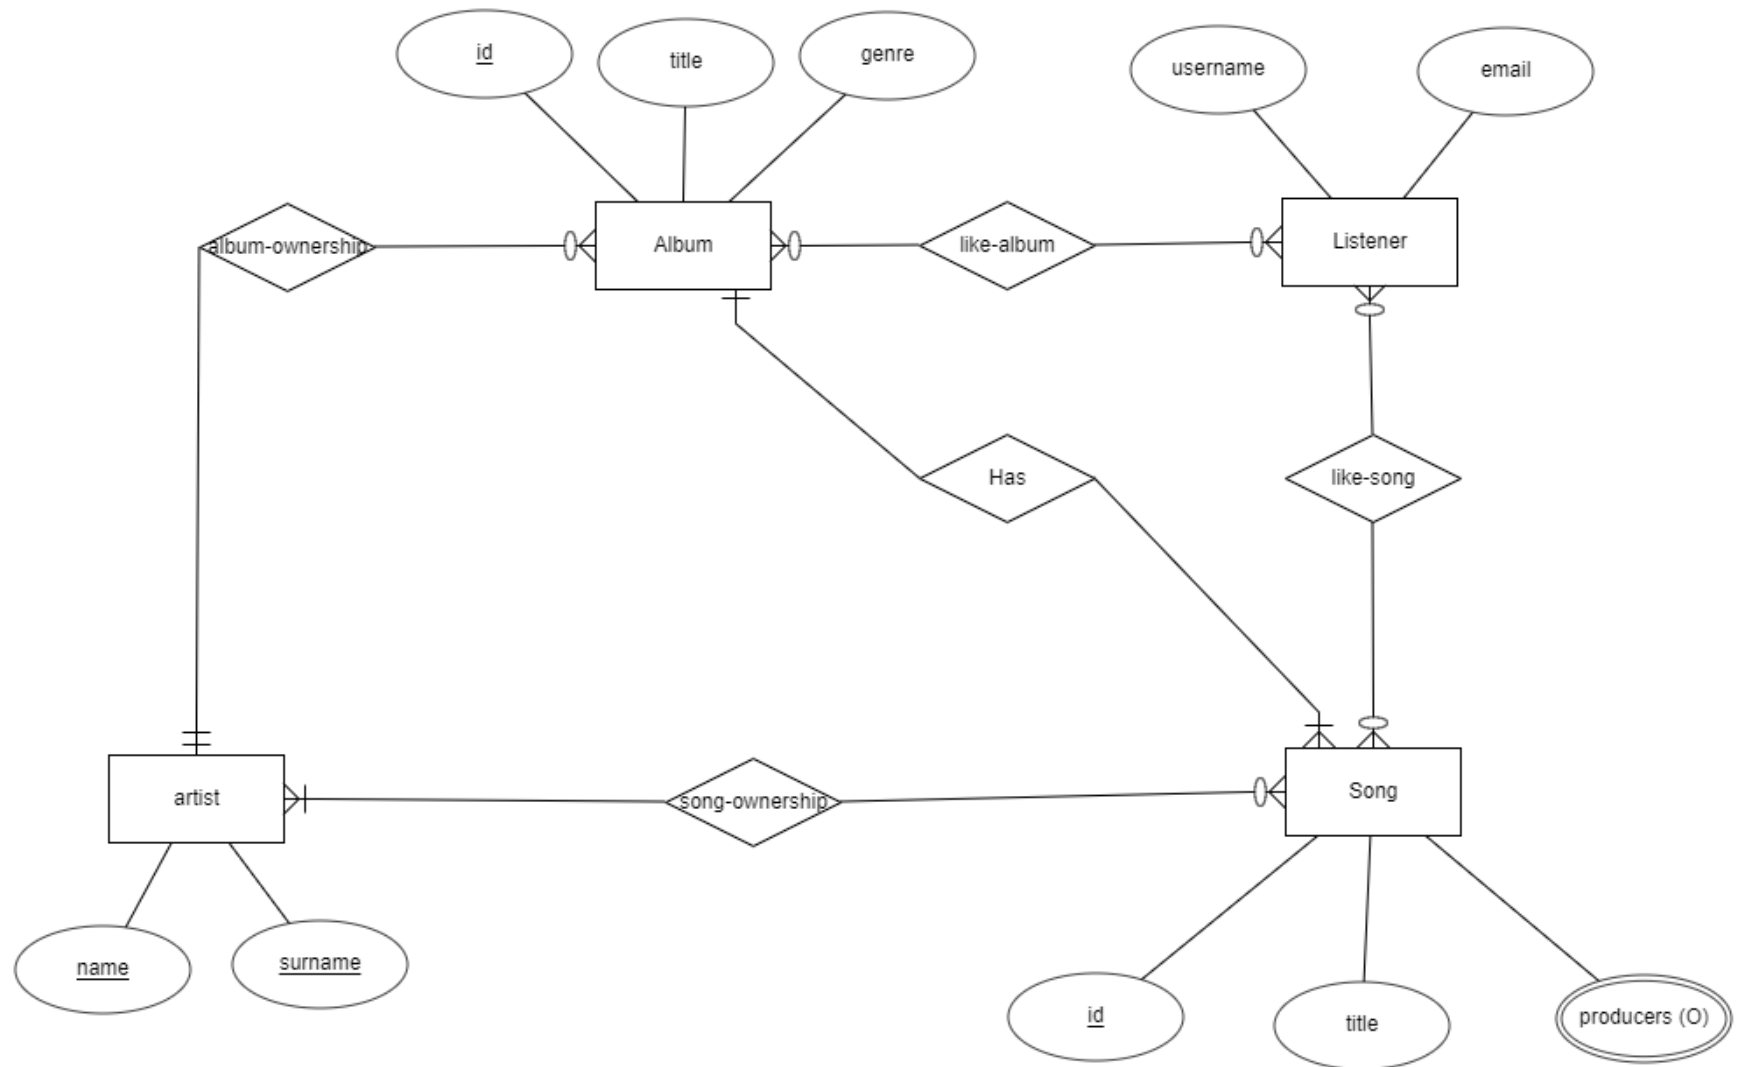 id
title
genre
username
email
album-ownership
Album
like-album
Listener
Has
like-song
artist
song-ownership
Song
name
surname
id
title
producers (O)